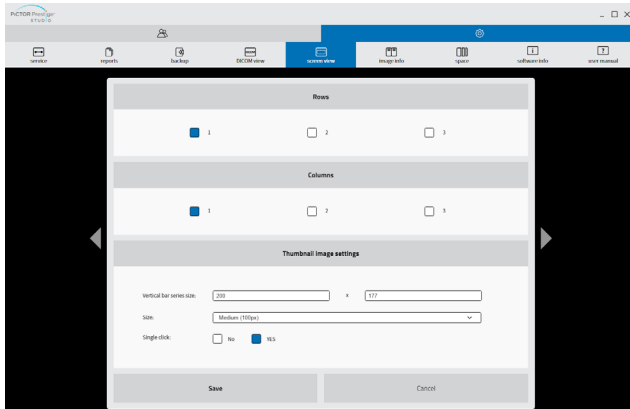 PICTOR Prestige
STUDIO
service reports backup DICOM view screen view image info space software info user manual
Rows
1 2 3
Columns
1 2 3
Thumbnail image settings
Vertical bar series size: 200 x 177
Size: Medium (100px)
Single click: No YES
Save Cancel